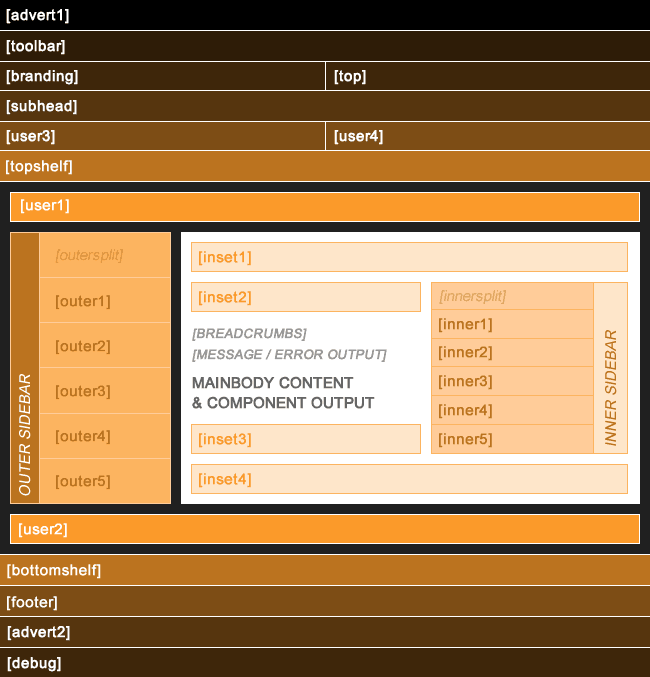 [advert1]
[toolbar]
[branding]
[top]
[subhead]
[user3]
[user4]
[topshelf]
[user1]
OUTER SIDEBAR
[outersplit]
[outer1]
[outer2]
[outer3]
[outer4]
[outer5]
[inset1]
[inset2]
[BREADCRUMBS]
[MESSAGE / ERROR OUTPUT]
MAINBODY CONTENT
& COMPONENT OUTPUT
[inset3]
[innersplit]
[inner1]
[inner2]
[inner3]
[inner4]
[inner5]
INNER SIDEBAR
[inset4]
[user2]
[bottomshelf]
[footer]
[advert2]
[debug]